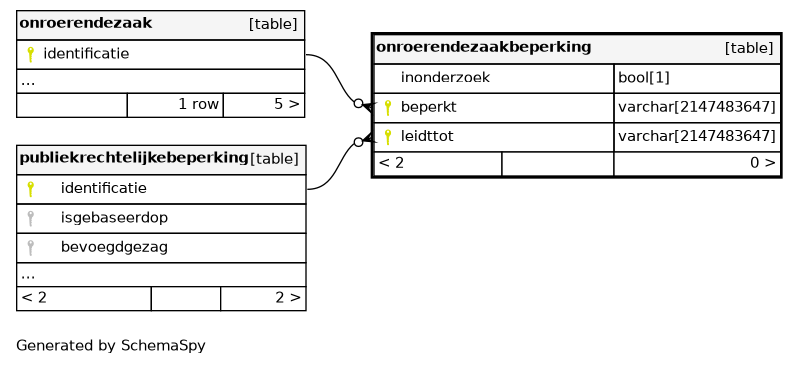 onroerendezaak [table]
identificatie
...
1 row 5 >
publiekrechtelijkebeperking [table]
identificatie
isgebaseerdop
bevoegdgezag
...
< 2 2 >
onroerendezaakbeperking [table]
inonderzoek bool[1]
beperkt varchar[2147483647]
leidttot varchar[2147483647]
< 2 0 >
Generated by SchemaSpy